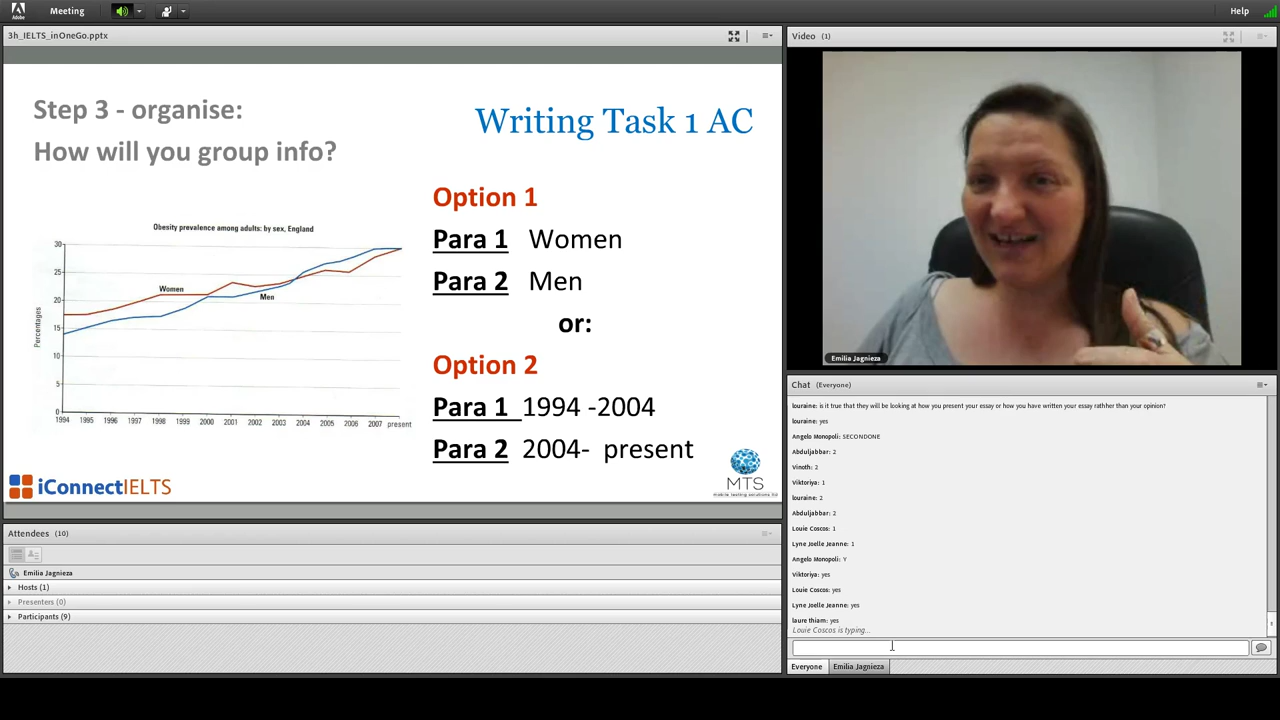 Adobe
Meeting
Help
3h_IELTS_inOneGo.pptx
Step 3 - organise:
How will you group info?
Writing Task 1 AC
Obesity prevalence among adults: by sex, England
Percentages
30
25
20
15
10
5
0
Women
Men
1994 1995 1996 1997 1998 1999 2000 2001 2002 2003 2004 2005 2006 2007 present
Option 1
Para 1 Women
Para 2 Men
or:
Option 2
Para 1 1994 -2004
Para 2 2004- present
iConnectIELTS
MTS
mobile testing solutions ltd
Attendees (10)
Emilia Jagnieza
Hosts (1)
Presenters (0)
Participants (9)
Video (1)
Emilia Jagnieza
Chat (Everyone)
louraine: is it true that they will be looking at how you present your essay or how you have written your essay rathher than your opinion?
louraine: yes
Angelo Monopoli: SECONDONE
Abduljabbar: 2
Vinoth: 2
Viktoriya: 1
louraine: 2
Abduljabbar: 2
Louie Coscos: 1
Lyne Joelle Jeanne: 1
Angelo Monopoli: Y
Viktoriya: yes
Louie Coscos: yes
Lyne Joelle Jeanne: yes
laure thiam: yes
Louie Coscos is typing...
Everyone
Emilia Jagnieza